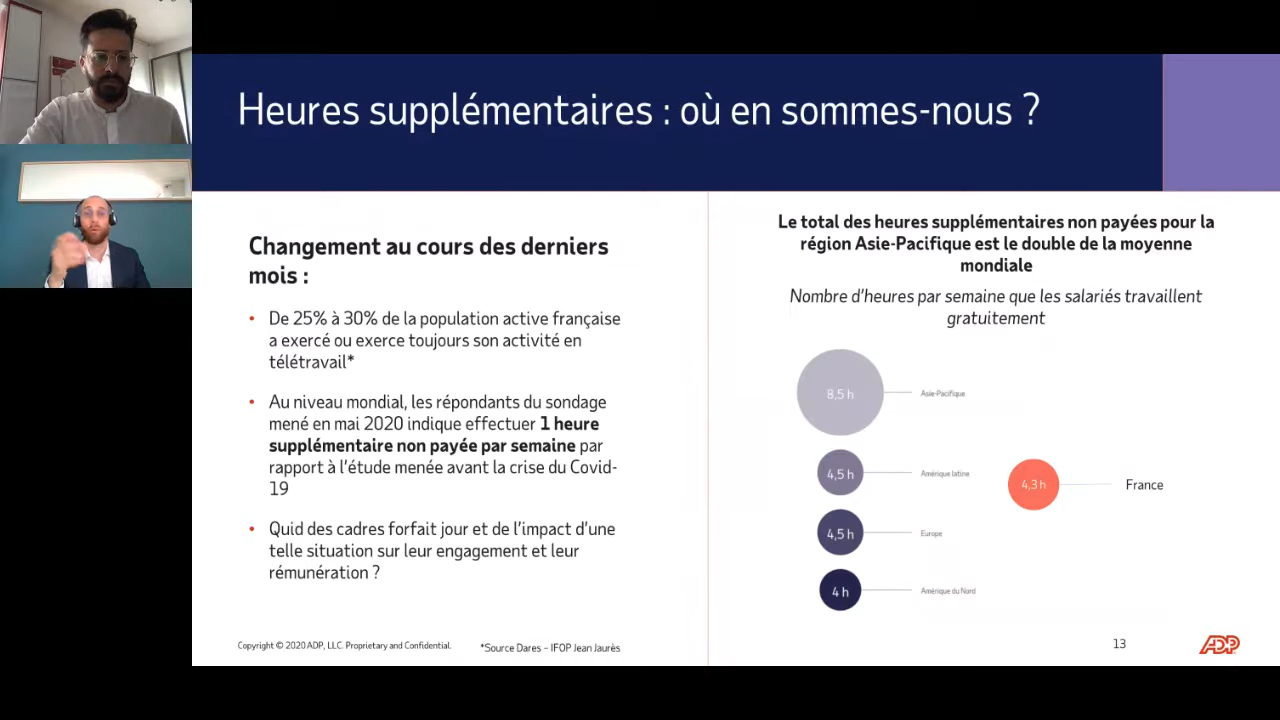 Heures supplémentaires : où en sommes-nous ?
Changement au cours des derniers
mois :
• De 25% à 30% de la population active française
a exercé ou exerce toujours son activité en
télétravail*
• Au niveau mondial, les répondants du sondage
mené en mai 2020 indique effectuer 1 heure
supplémentaire non payée par semaine par
rapport à l'étude menée avant la crise du Covid-
19
• Quid des cadres forfait jour et de l'impact d'une
telle situation sur leur engagement et leur
rémunération ?
Le total des heures supplémentaires non payées pour la
région Asie-Pacifique est le double de la moyenne
mondiale
Nombre d'heures par semaine que les salariés travaillent
gratuitement
8,5 h Asie-Pacifique
4,5 h Amérique latine
4,3 h France
4,5 h Europe
4 h Amérique du Nord
Copyright © 2020 ADP, LLC. Proprietary and Confidential.
*Source Dares – IFOP Jean Jaurès
13
ADP